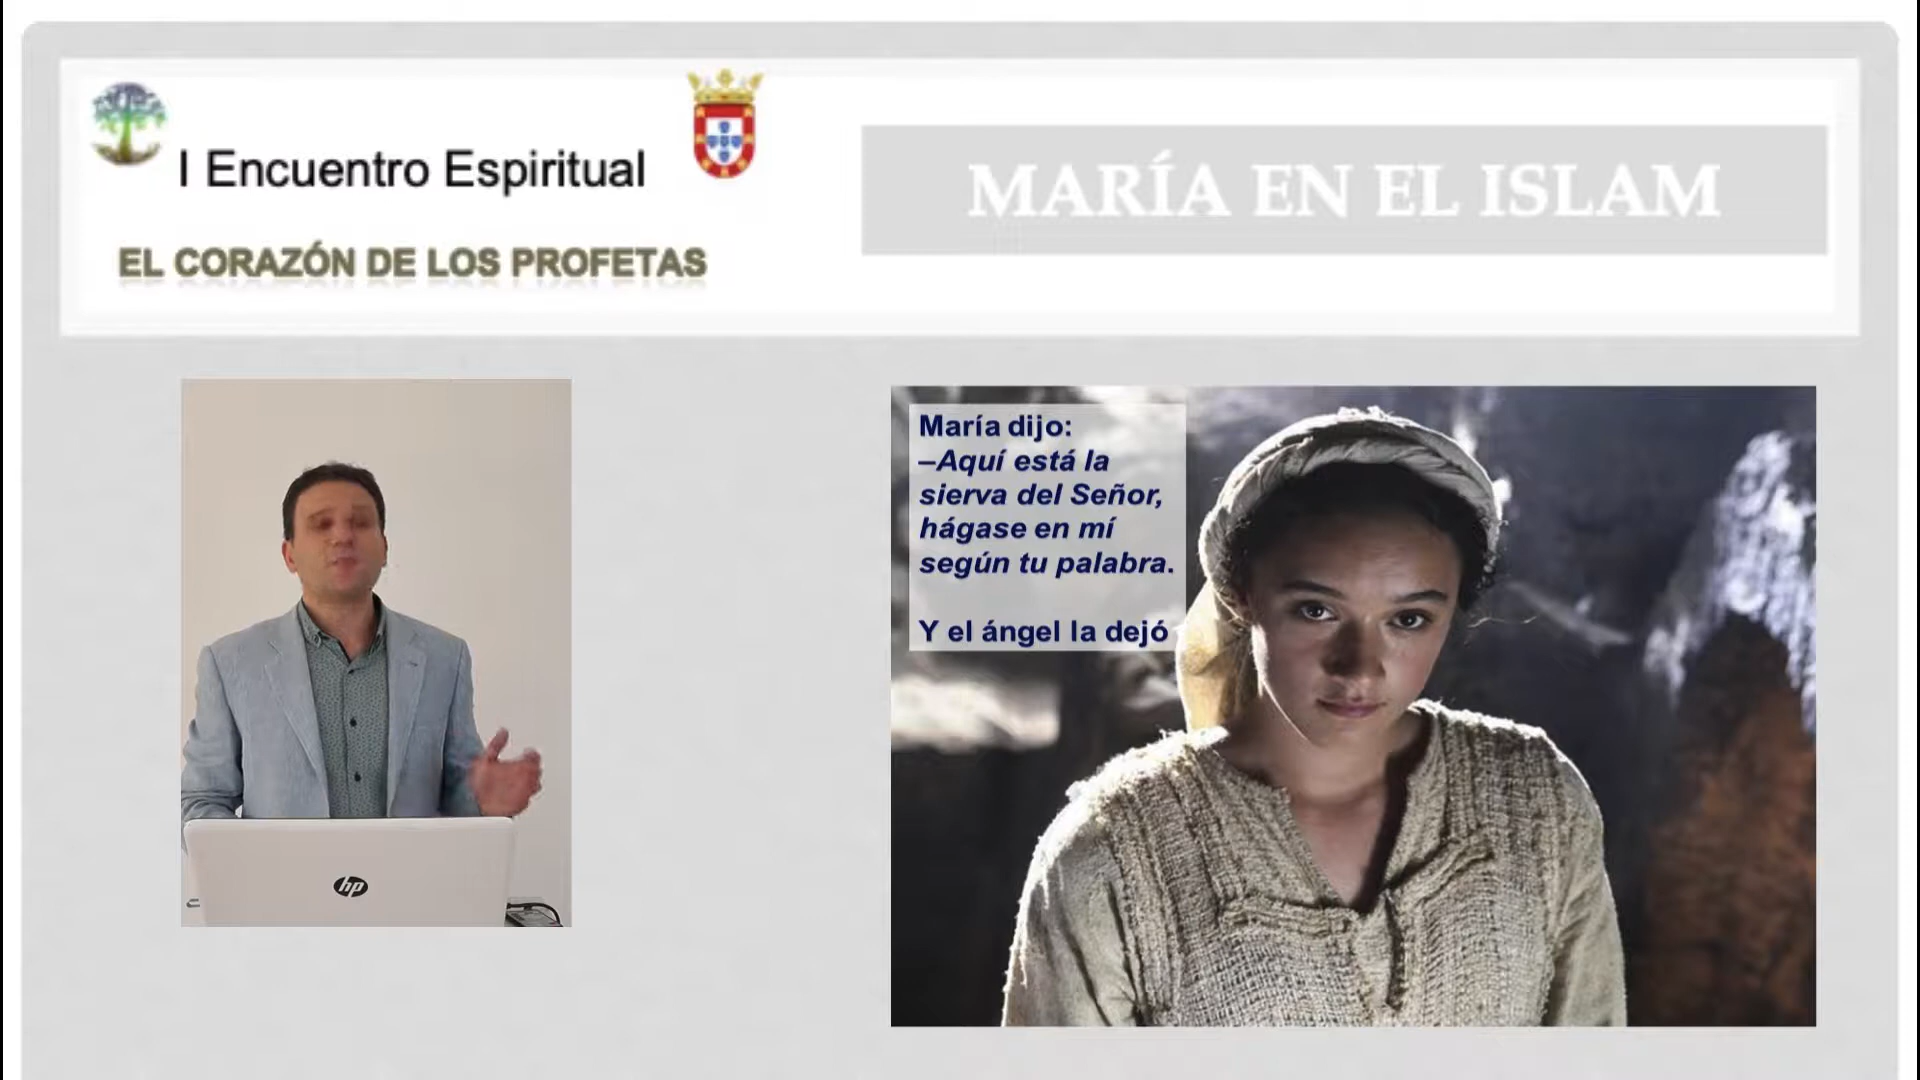 I Encuentro Espiritual
EL CORAZÓN DE LOS PROFETAS
MARÍA EN EL ISLAM
María dijo:
–Aquí está la
sierva del Señor,
hágase en mí
según tu palabra.
Y el ángel la dejó
hp